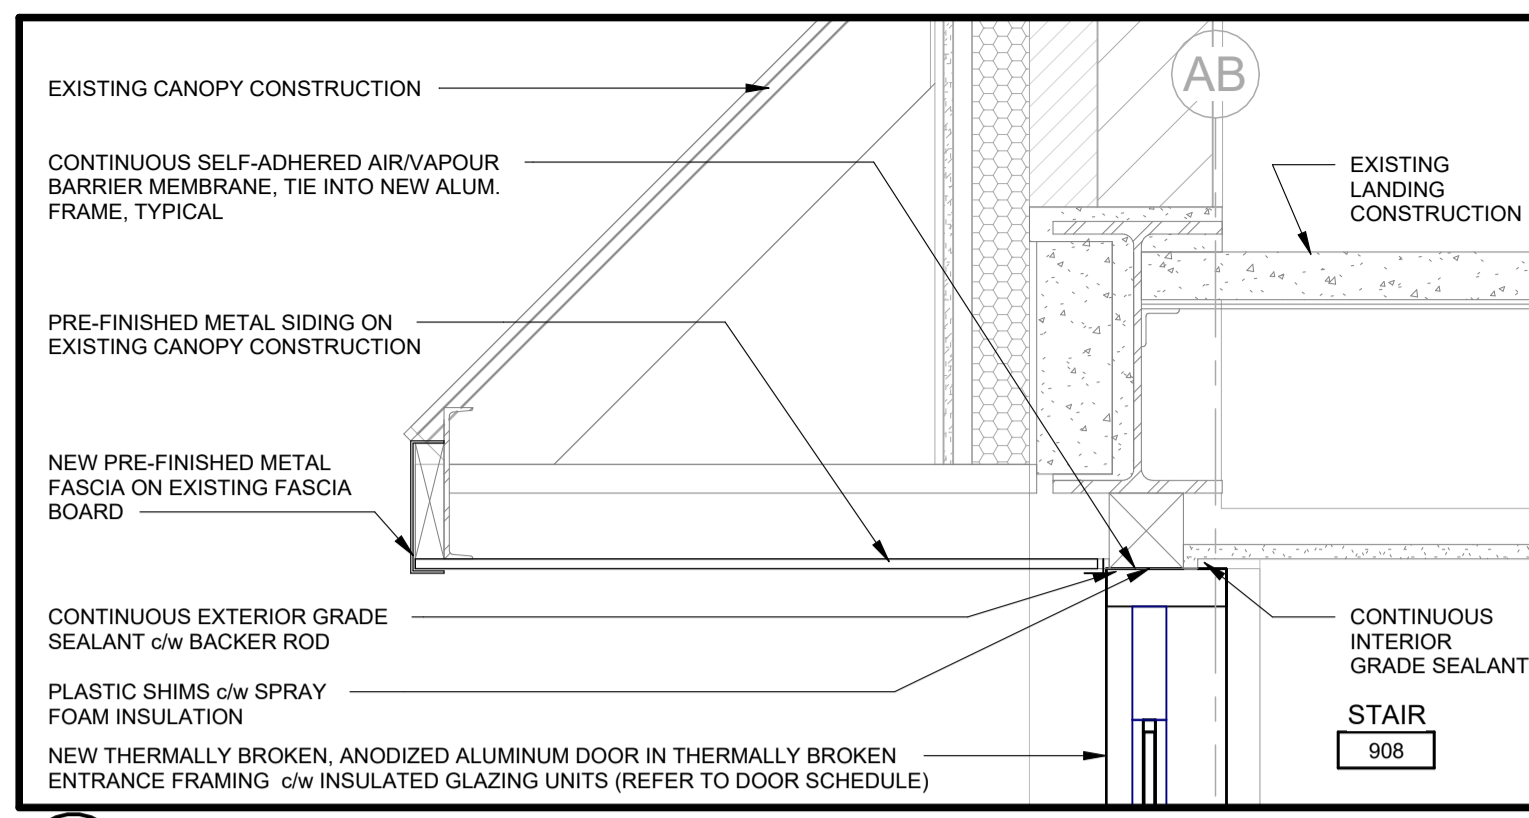 EXISTING CANOPY CONSTRUCTION
CONTINUOUS SELF-ADHERED AIR/VAPOUR
BARRIER MEMBRANE, TIE INTO NEW ALUM.
FRAME, TYPICAL
PRE-FINISHED METAL SIDING ON
EXISTING CANOPY CONSTRUCTION
NEW PRE-FINISHED METAL
FASCIA ON EXISTING FASCIA
BOARD
CONTINUOUS EXTERIOR GRADE
SEALANT c/w BACKER ROD
PLASTIC SHIMS c/w SPRAY
FOAM INSULATION
NEW THERMALLY BROKEN, ANODIZED ALUMINUM DOOR IN THERMALLY BROKEN
ENTRANCE FRAMING c/w INSULATED GLAZING UNITS (REFER TO DOOR SCHEDULE)
AB
EXISTING
LANDING
CONSTRUCTION
CONTINUOUS
INTERIOR
GRADE SEALANT
STAIR
908